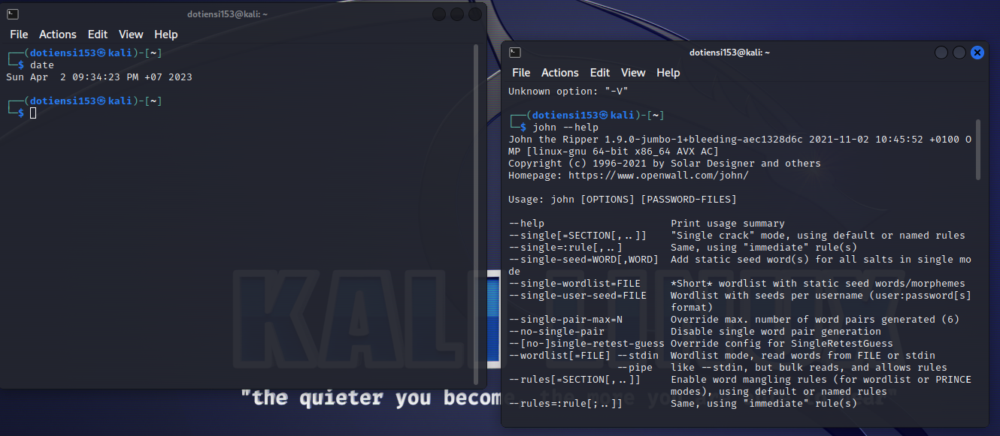 dotiensi153@kali: ~
File Actions Edit View Help
┌──(dotiensi153㉿kali)-[~]
└─$ date
Sun Apr  2 09:34:23 PM +07 2023
┌──(dotiensi153㉿kali)-[~]
└─$
dotiensi153@kali: ~
File Actions Edit View Help
Unknown option: "-V"
┌──(dotiensi153㉿kali)-[~]
└─$ john --help
John the Ripper 1.9.0-jumbo-1+bleeding-aec1328d6c 2021-11-02 10:45:52 +0100 O
MP [linux-gnu 64-bit x86_64 AVX AC]
Copyright (c) 1996-2021 by Solar Designer and others
Homepage: https://www.openwall.com/john/
Usage: john [OPTIONS] [PASSWORD-FILES]
--help                     Print usage summary
--single[=SECTION[,..]]    "Single crack" mode, using default or named rules
--single=:rule[,..]        Same, using "immediate" rule(s)
--single-seed=WORD[,WORD]  Add static seed word(s) for all salts in single mo
de
--single-wordlist=FILE     *Short* wordlist with static seed words/morphemes
--single-user-seed=FILE    Wordlist with seeds per username (user:password[s]
                           format)
--single-pair-max=N        Override max. number of word pairs generated (6)
--no-single-pair           Disable single word pair generation
--[no-]single-retest-guess Override config for SingleRetestGuess
--wordlist[=FILE] --stdin  Wordlist mode, read words from FILE or stdin
                  --pipe   like --stdin, but bulk reads, and allows rules
--rules[=SECTION[,..]]     Enable word mangling rules (for wordlist or PRINCE
                           modes), using default or named rules
--rules=:rule[;..]]        Same, using "immediate" rule(s)
KALI LINUX
"the quieter you become, the more you are able to hear"